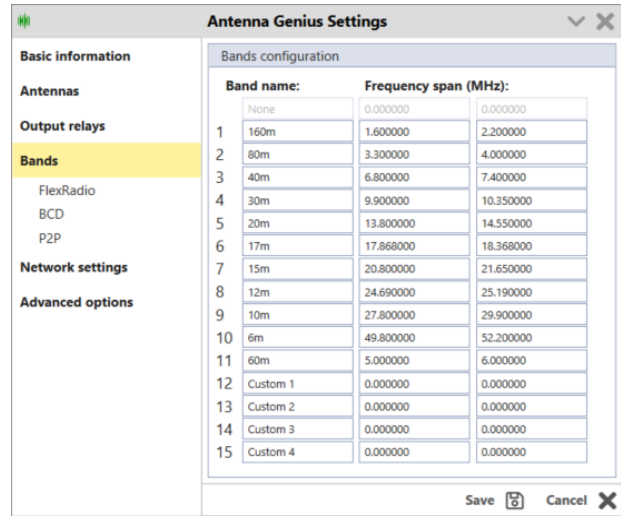 Antenna Genius Settings
Basic information
Antennas
Output relays
Bands
FlexRadio
BCD
P2P
Network settings
Advanced options
Bands configuration
Band name: Frequency span (MHz):
None 0.000000 0.000000
1 160m 1.600000 2.200000
2 80m 3.300000 4.000000
3 40m 6.800000 7.400000
4 30m 9.900000 10.350000
5 20m 13.800000 14.550000
6 17m 17.868000 18.368000
7 15m 20.800000 21.650000
8 12m 24.690000 25.190000
9 10m 27.800000 29.900000
10 6m 49.800000 52.200000
11 60m 5.000000 6.000000
12 Custom 1 0.000000 0.000000
13 Custom 2 0.000000 0.000000
14 Custom 3 0.000000 0.000000
15 Custom 4 0.000000 0.000000
Save Cancel